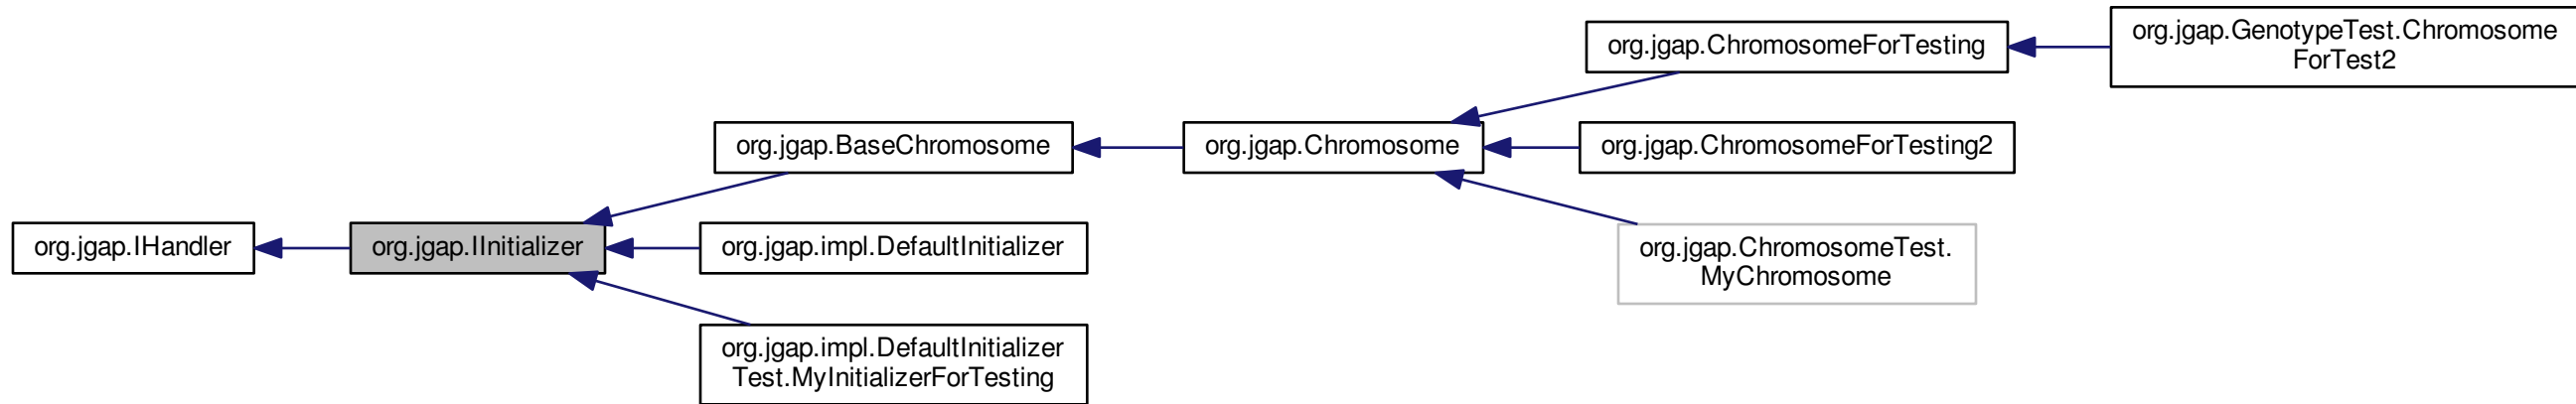 org.jgap.IHandler
org.jgap.IInitializer
org.jgap.BaseChromosome
org.jgap.impl.DefaultInitializer
org.jgap.impl.DefaultInitializer
Test.MyInitializerForTesting
org.jgap.Chromosome
org.jgap.ChromosomeForTesting
org.jgap.ChromosomeForTesting2
org.jgap.ChromosomeTest.
MyChromosome
org.jgap.GenotypeTest.Chromosome
ForTest2